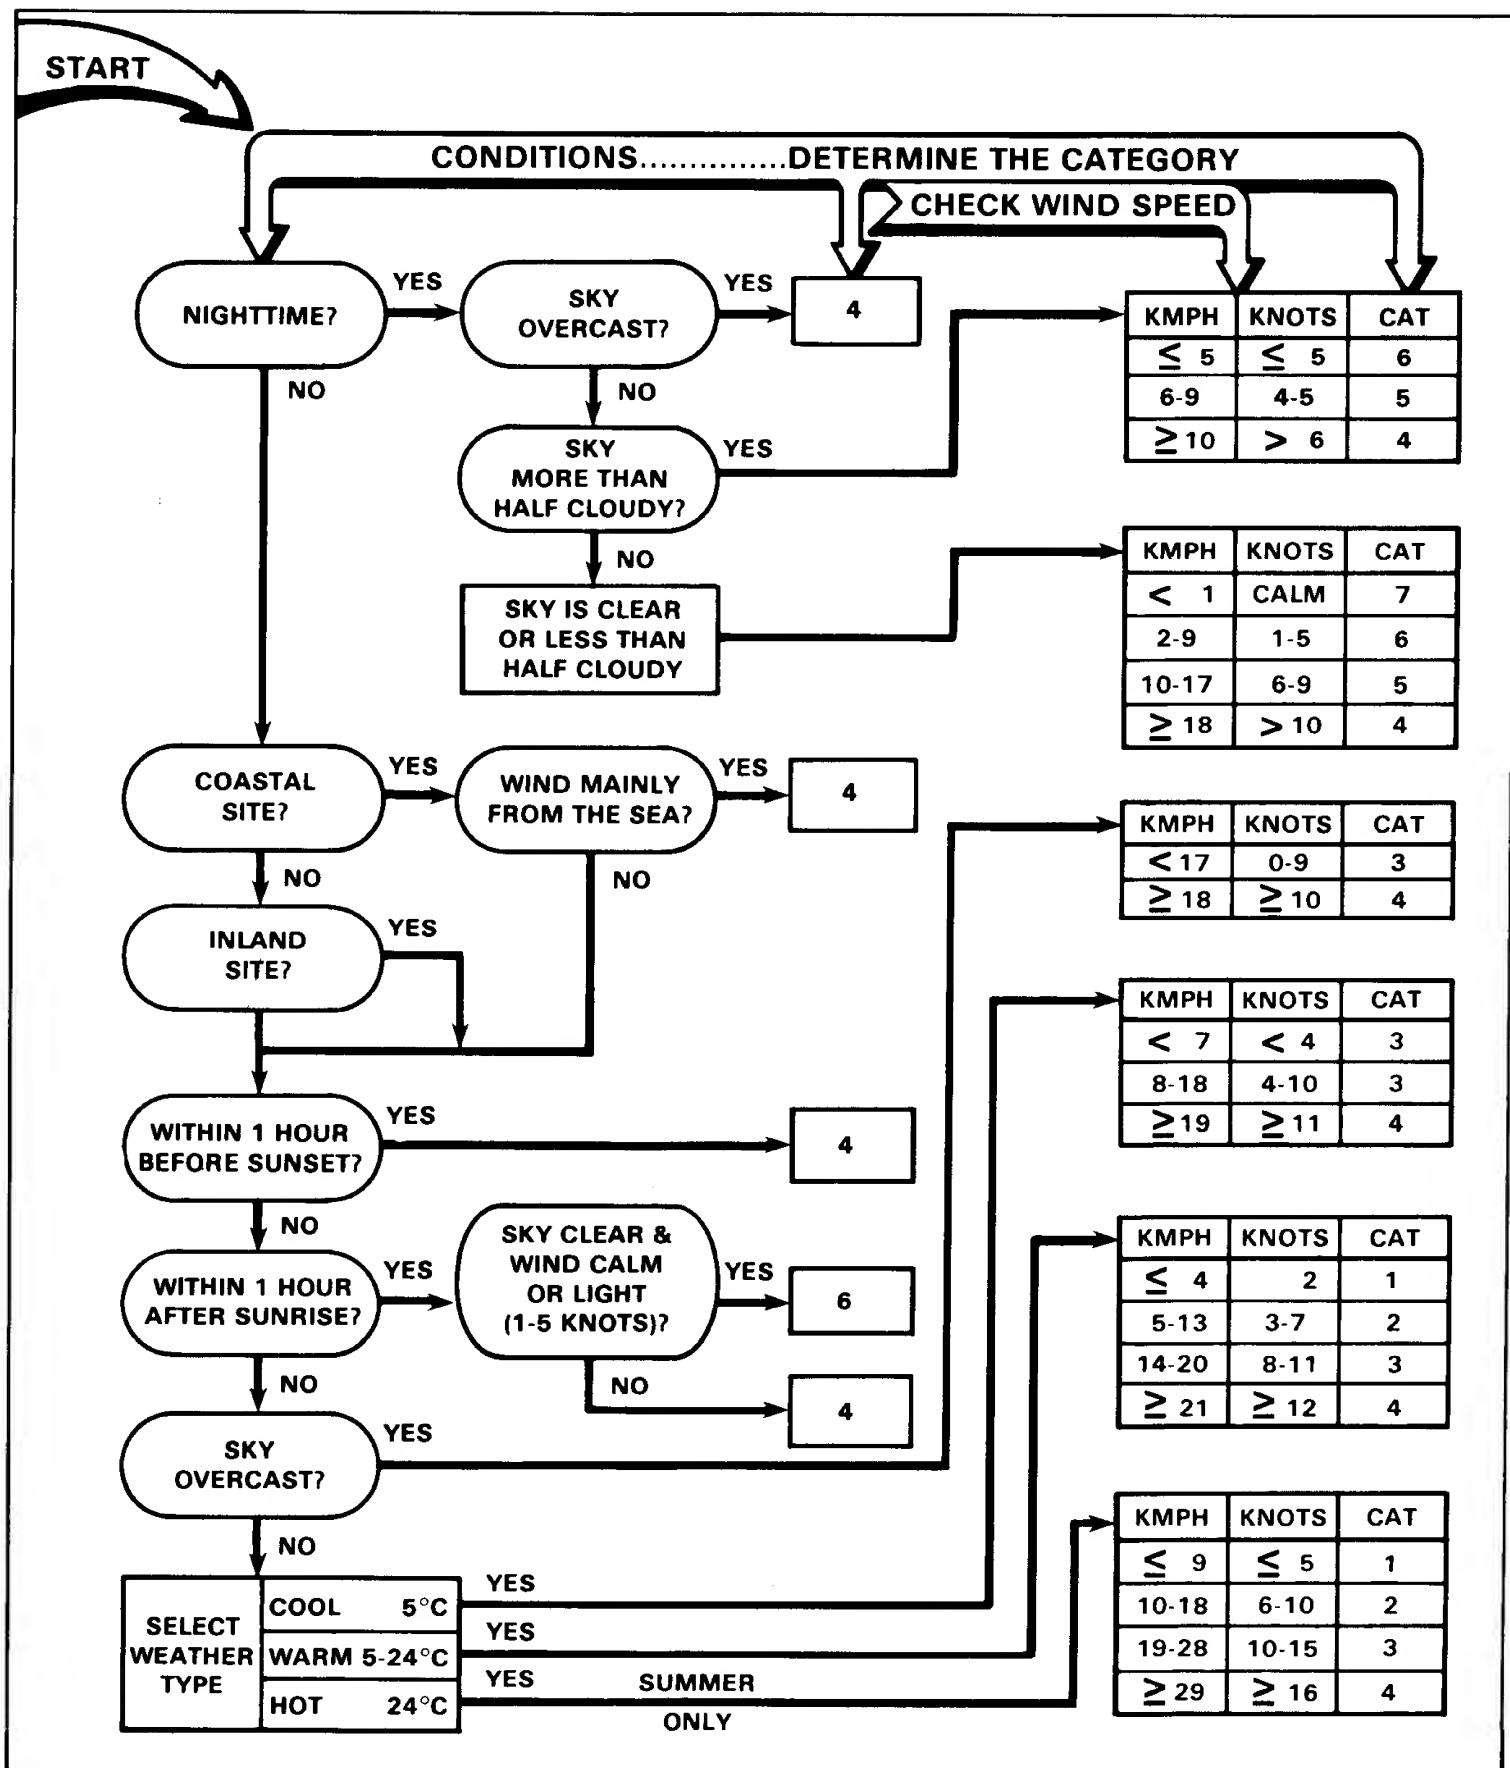 START
CONDITIONS...............DETERMINE THE CATEGORY
CHECK WIND SPEED
NIGHTTIME?
YES
SKY
OVERCAST?
YES
4
NO
NO
SKY
MORE THAN
HALF CLOUDY?
YES
NO
SKY IS CLEAR
OR LESS THAN
HALF CLOUDY
KMPH KNOTS CAT
≤ 5 ≤ 5 6
6-9 4-5 5
≥ 10 > 6 4
KMPH KNOTS CAT
< 1 CALM 7
2-9 1-5 6
10-17 6-9 5
≥ 18 > 10 4
COASTAL
SITE?
YES
WIND MAINLY
FROM THE SEA?
YES
4
NO
NO
INLAND
SITE?
YES
KMPH KNOTS CAT
< 17 0-9 3
≥ 18 ≥ 10 4
KMPH KNOTS CAT
< 7 < 4 3
8-18 4-10 3
≥ 19 ≥ 11 4
WITHIN 1 HOUR
BEFORE SUNSET?
YES
4
NO
WITHIN 1 HOUR
AFTER SUNRISE?
YES
SKY CLEAR &
WIND CALM
OR LIGHT
(1-5 KNOTS)?
YES
6
NO
4
NO
SKY
OVERCAST?
YES
NO
KMPH KNOTS CAT
≤ 4 2 1
5-13 3-7 2
14-20 8-11 3
≥ 21 ≥ 12 4
SELECT
WEATHER
TYPE
COOL 5°C
YES
WARM 5-24°C
YES
HOT 24°C
YES
SUMMER
ONLY
KMPH KNOTS CAT
≤ 9 ≤ 5 1
10-18 6-10 2
19-28 10-15 3
≥ 29 ≥ 16 4